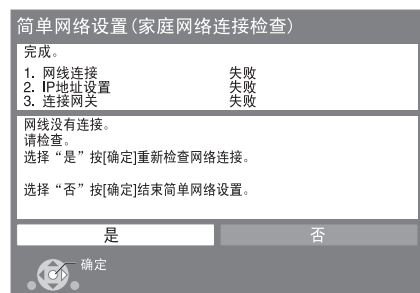 简单网络设置(家庭网络连接检查)
完成。
1. 网线连接 失败
2. IP地址设置 失败
3. 连接网关 失败
网线没有连接。
请检查。
选择“是”按[确定]重新检查网络连接。
选择“否”按[确定]结束简单网络设置。
是 否
确定